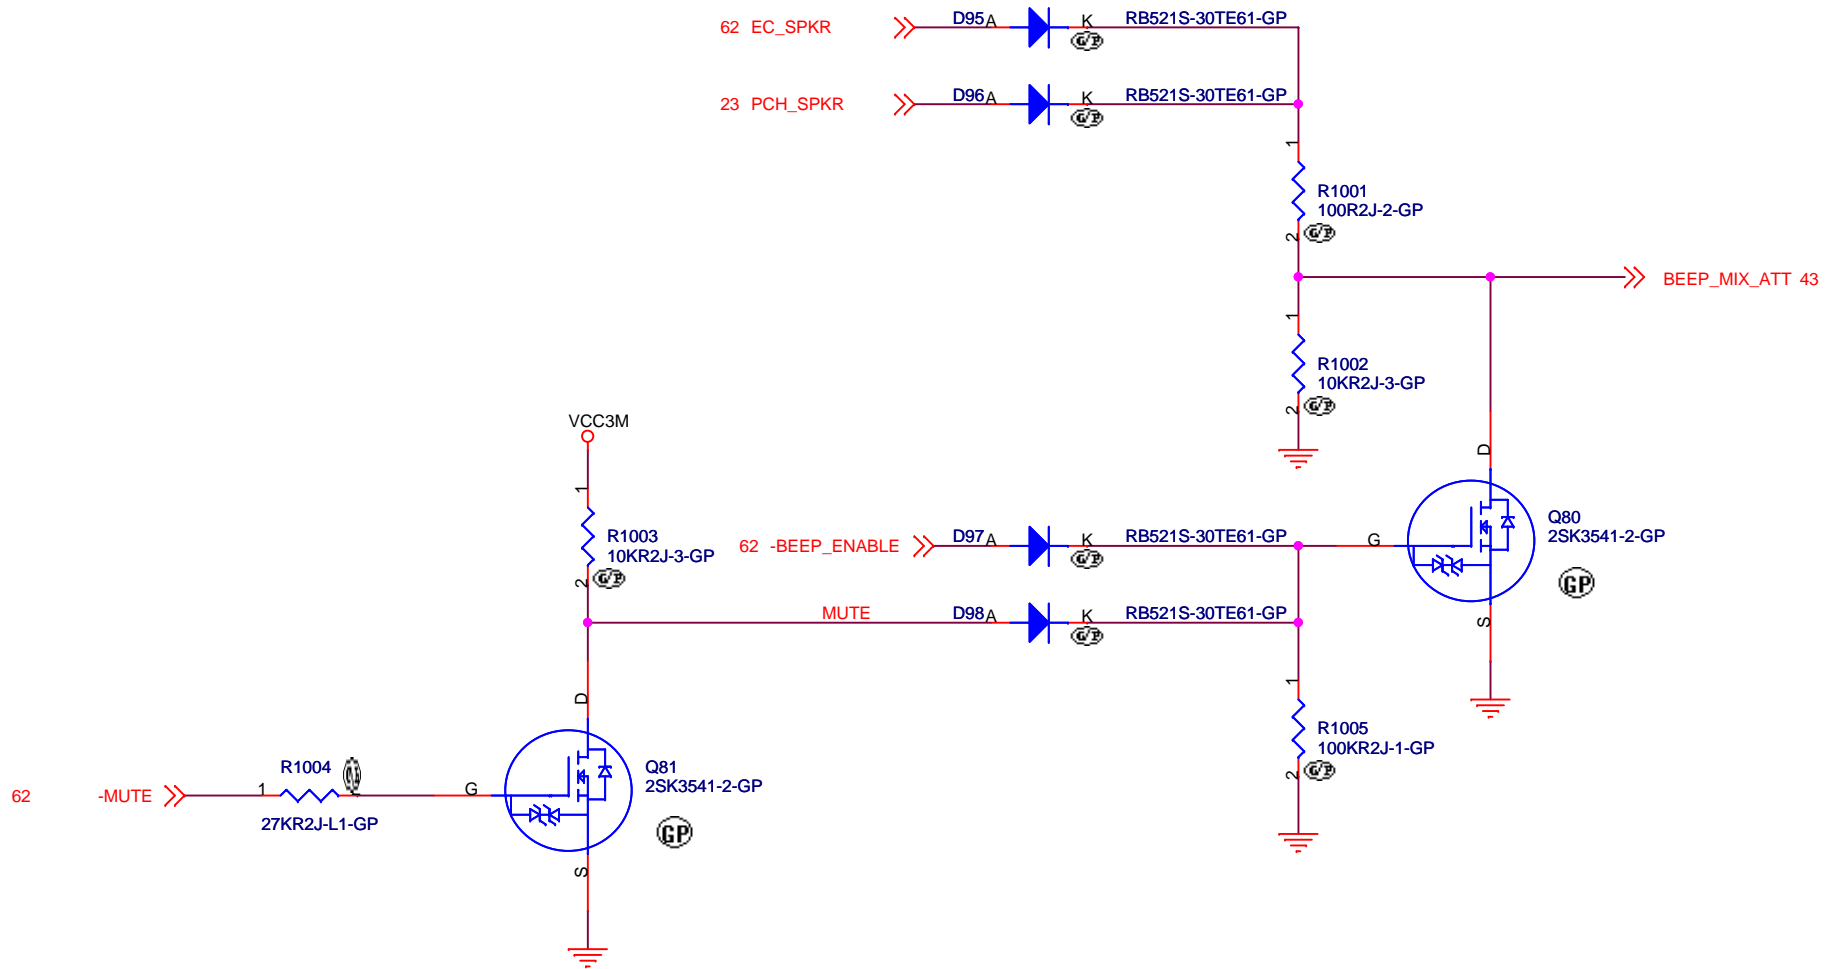 62 EC_SPKR
D95 A K RB521S-30TE61-GP
G/P
23 PCH_SPKR
D96 A K RB521S-30TE61-GP
G/P
1
R1001
100R2J-2-GP
2 G/P
BEEP_MIX_ATT 43
1
R1002
10KR2J-3-GP
2 G/P
VCC3M
1
R1003
10KR2J-3-GP
2 G/P
62 -BEEP_ENABLE
D97 A K RB521S-30TE61-GP
G/P
D
G
Q80
2SK3541-2-GP
GP
S
MUTE
D98 A K RB521S-30TE61-GP
G/P
1
R1005
100KR2J-1-GP
2 G/P
62 -MUTE
1 R1004
27KR2J-L1-GP
D
G
Q81
2SK3541-2-GP
GP
S